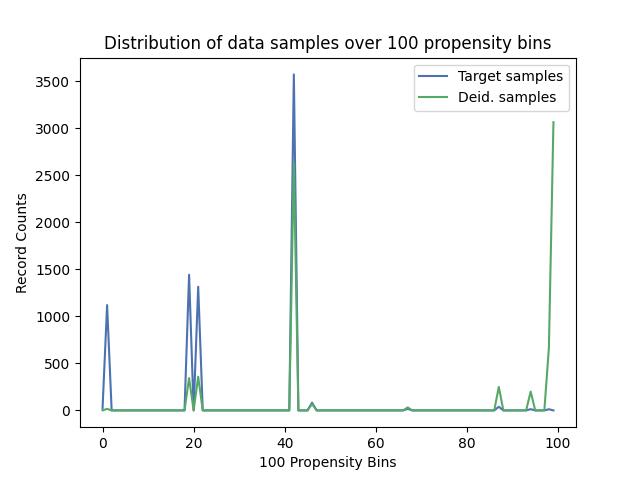 Distribution of data samples over 100 propensity bins
Target samples
Deid. samples
3500
3000
2500
2000
1500
1000
500
0
Record Counts
0 20 40 60 80 100
100 Propensity Bins